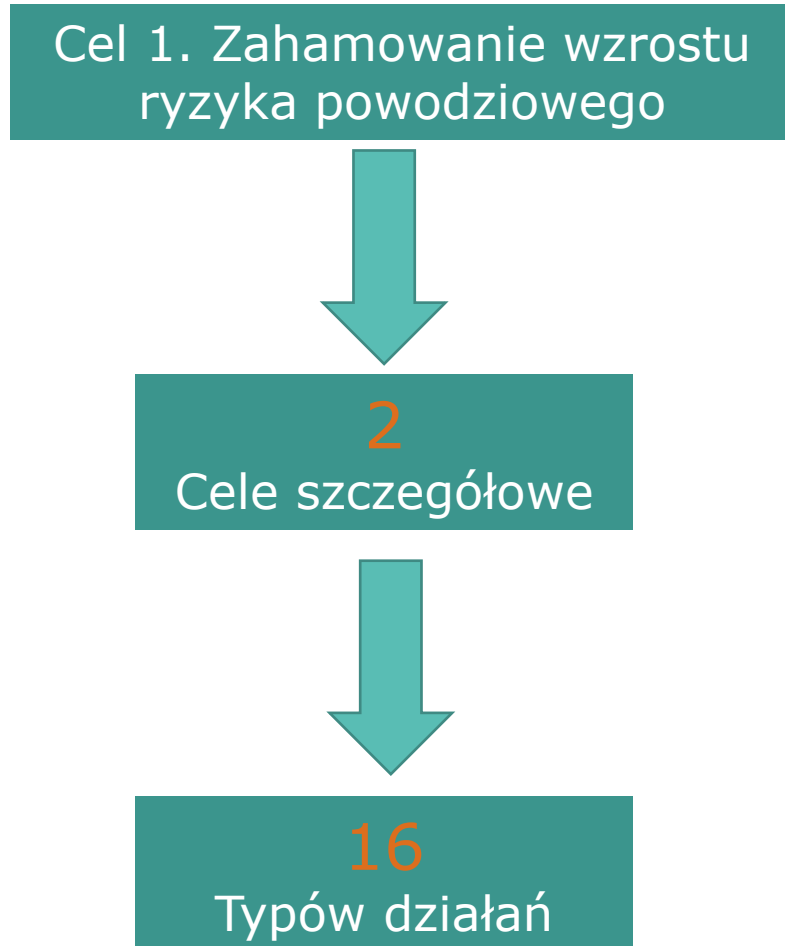 Cel 1. Zahamowanie wzrostu
ryzyka powodziowego
2
Cele szczegółowe
16
Typów działań